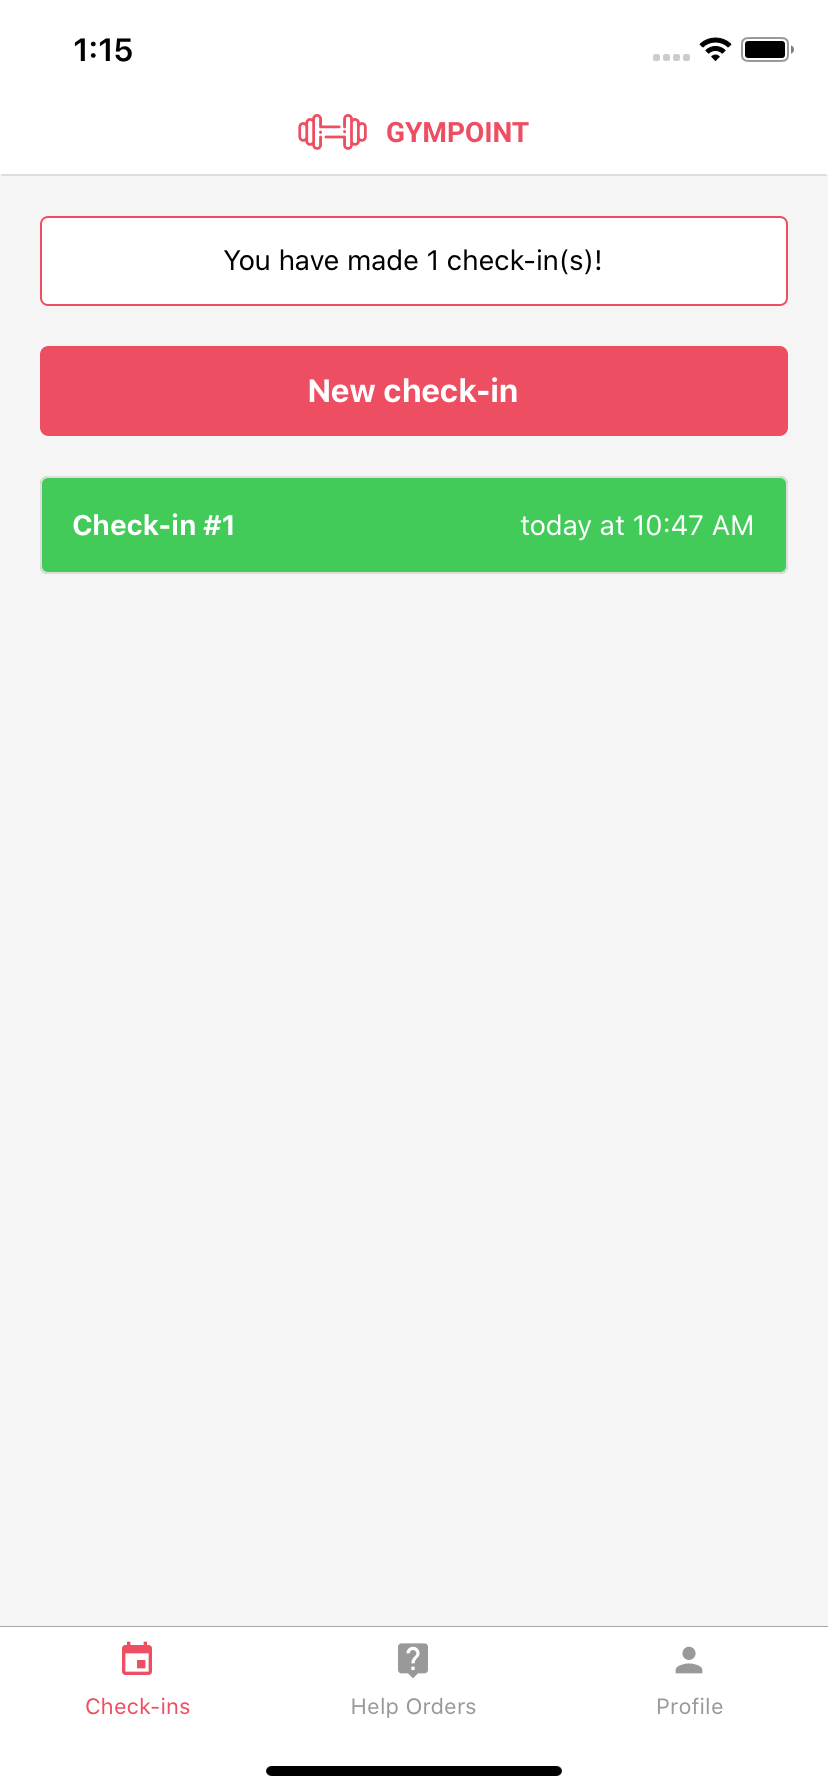 1:15
GYMPOINT
You have made 1 check-in(s)!
New check-in
Check-in #1 today at 10:47 AM
Check-ins Help Orders Profile